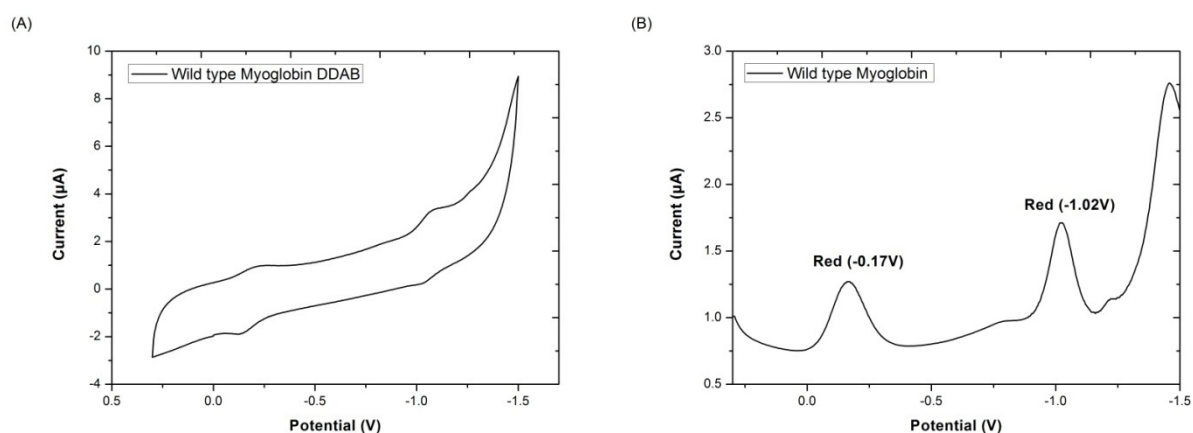 (A)
(B)
Wild type Myoglobin DDAB
Current (µA)
10
8
6
4
2
0
-2
-4
0.5
0.0
-0.5
-1.0
-1.5
Potential (V)
Wild type Myoglobin
Red (-0.17V)
Red (-1.02V)
Current (µA)
3.0
2.5
2.0
1.5
1.0
0.5
0.0
-0.5
-1.0
-1.5
Potential (V)